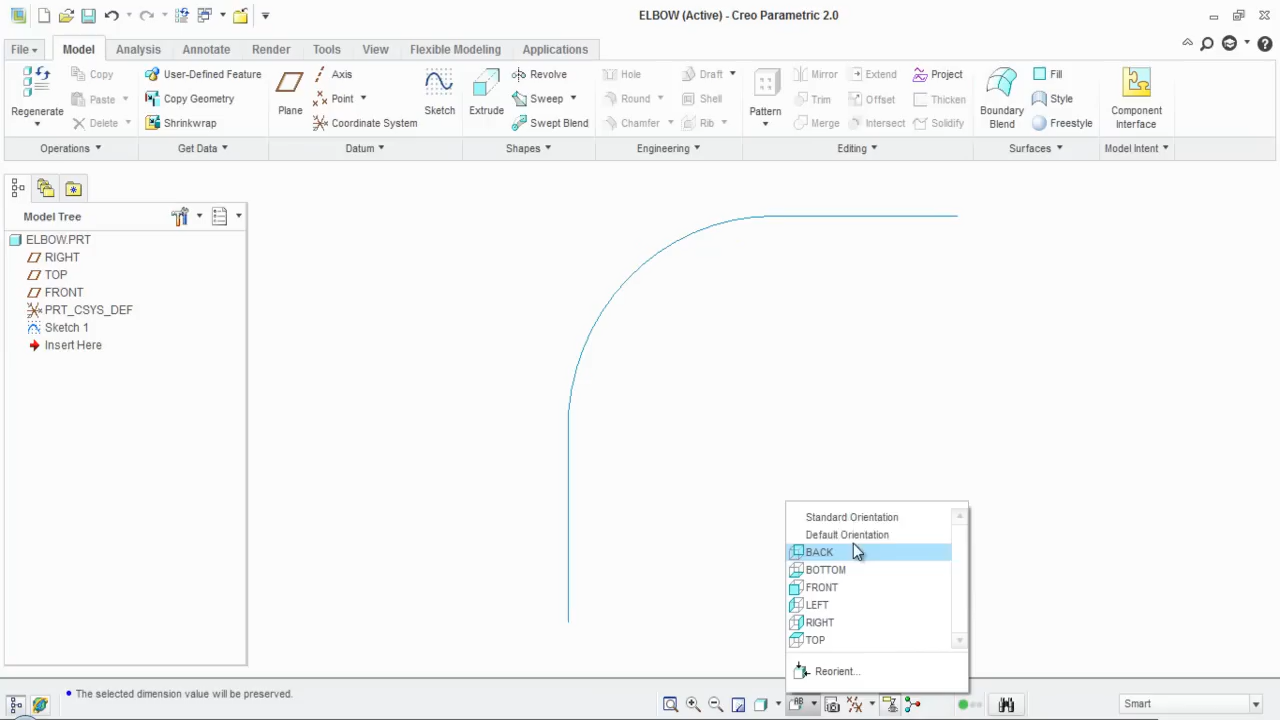 ELBOW (Active) - Creo Parametric 2.0
File Model Analysis Annotate Render Tools View Flexible Modeling Applications
Regenerate
Copy
Paste
Delete
User-Defined Feature
Copy Geometry
Shrinkwrap
Plane
Axis
Point
Coordinate System
Sketch
Extrude
Revolve
Sweep
Swept Blend
Hole
Round
Chamfer
Draft
Shell
Rib
Pattern
Mirror
Trim
Merge
Extend
Offset
Intersect
Project
Thicken
Solidify
Boundary
Blend
Fill
Style
Freestyle
Component
Interface
Operations Get Data Datum Shapes Engineering Editing Surfaces Model Intent
Model Tree
ELBOW.PRT
RIGHT
TOP
FRONT
PRT_CSYS_DEF
Sketch 1
Insert Here
Standard Orientation
Default Orientation
BACK
BOTTOM
FRONT
LEFT
RIGHT
TOP
Reorient...
The selected dimension value will be preserved.
Smart